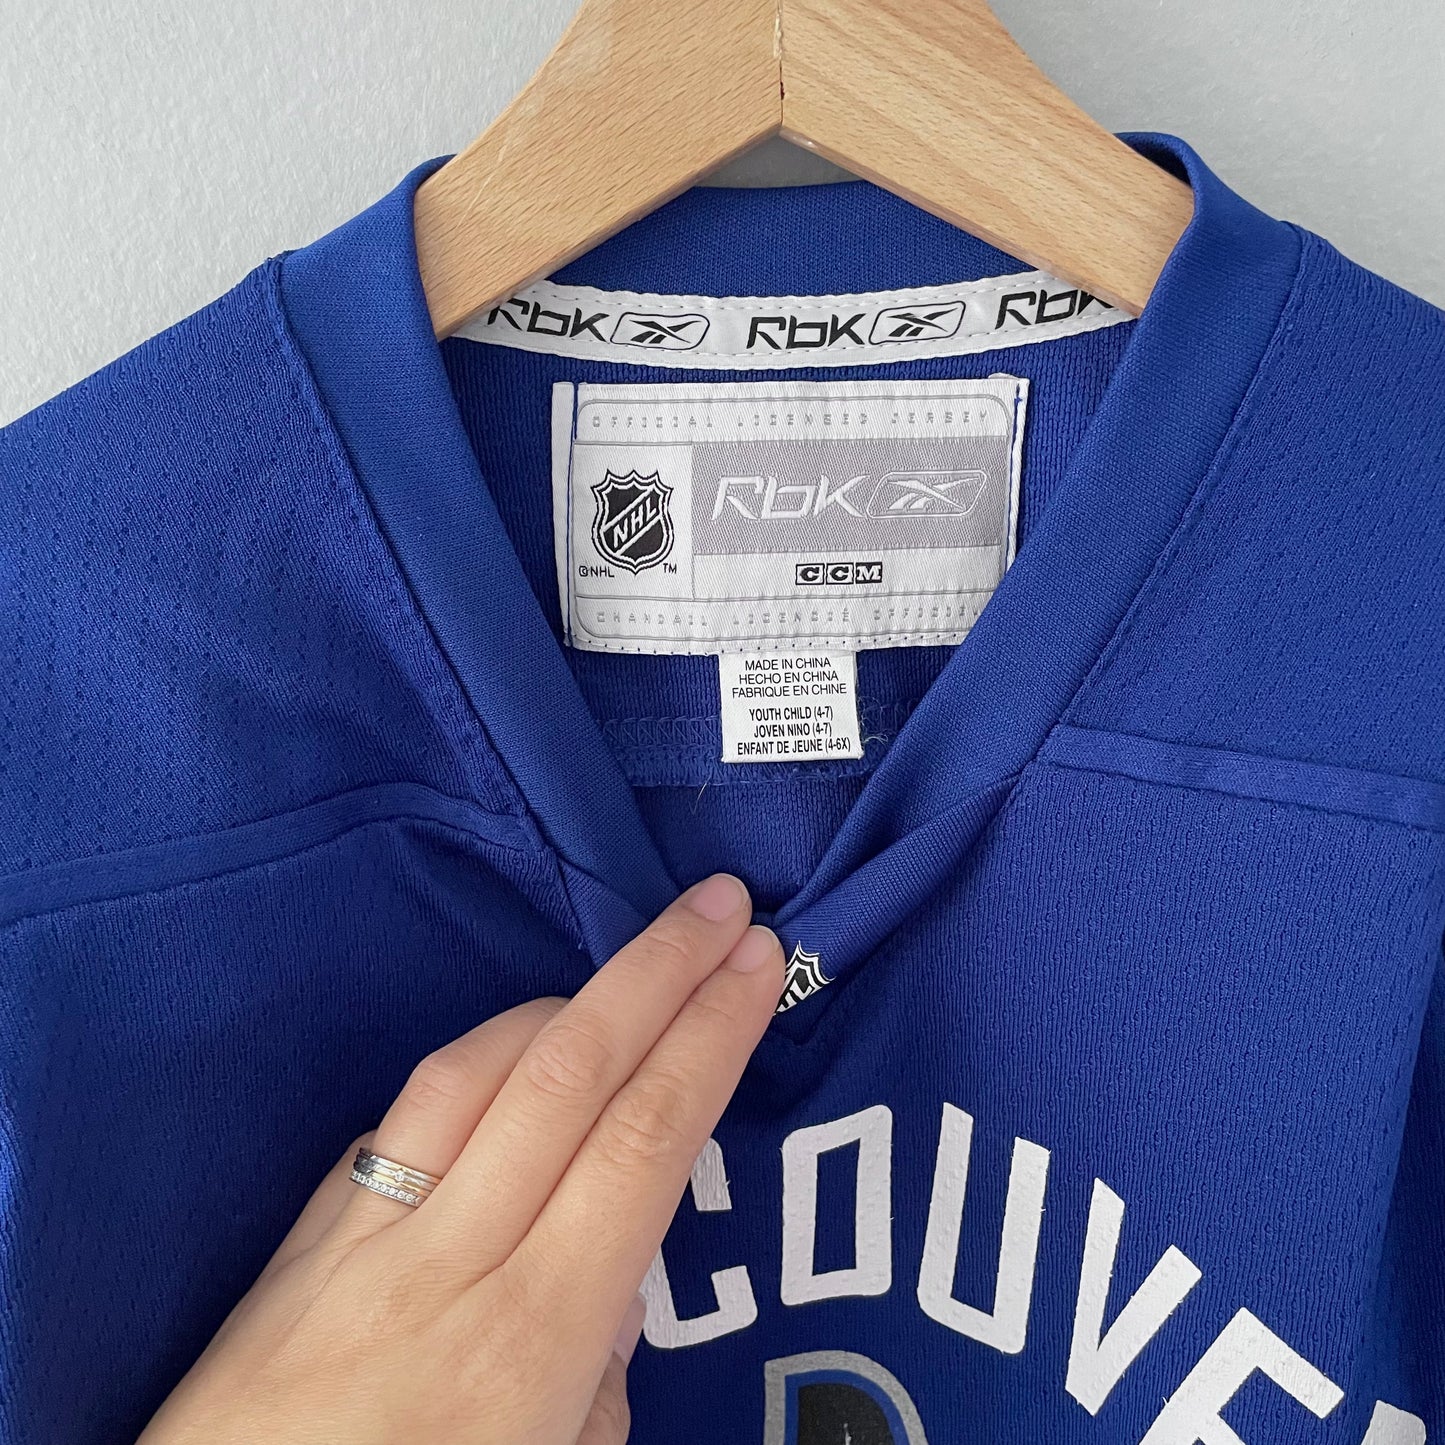 RbK RbK RbK
OFFICIAL LICENSED JERSEY
NHL RbK
©NHL TM CCM
CHANDAIL LICENCIÉ OFFICIEL
MADE IN CHINA
HECHO EN CHINA
FABRIQUE EN CHINE
YOUTH CHILD (4-7)
JOVEN NINO (4-7)
ENFANT DE JEUNE (4-6X)
COUVE